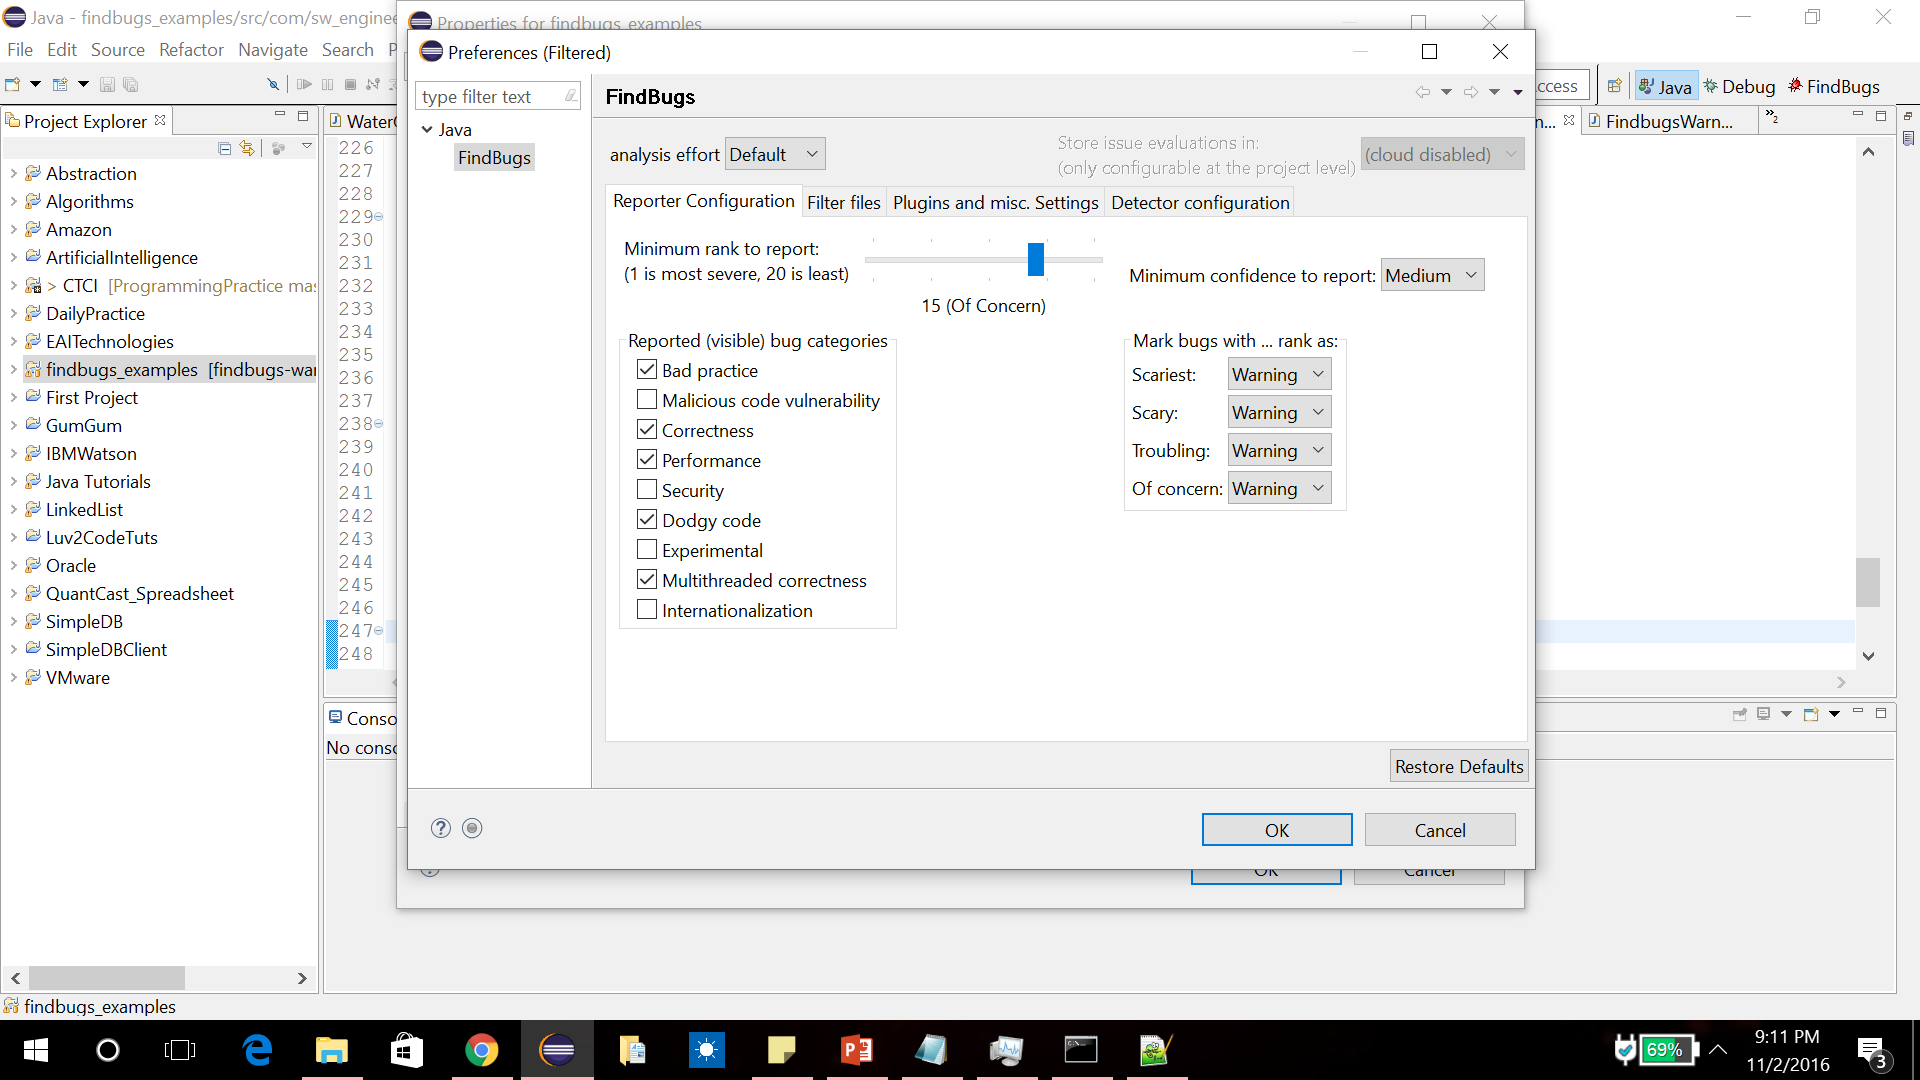 Java - findbugs_examples/src/com/sw_enginee
Properties for findbugs_examples
File Edit Source Refactor Navigate Search P
Preferences (Filtered)
type filter text
Java
FindBugs
FindBugs
analysis effort Default
Store issue evaluations in:
(only configurable at the project level)
(cloud disabled)
Reporter Configuration
Filter files
Plugins and misc. Settings
Detector configuration
Minimum rank to report:
(1 is most severe, 20 is least)
15 (Of Concern)
Minimum confidence to report: Medium
Reported (visible) bug categories
Bad practice
Malicious code vulnerability
Correctness
Performance
Security
Dodgy code
Experimental
Multithreaded correctness
Internationalization
Mark bugs with ... rank as:
Scariest: Warning
Scary: Warning
Troubling: Warning
Of concern: Warning
Restore Defaults
OK
Cancel
OK
Cancel
ccess
Java
Debug
FindBugs
n...
FindbugsWarn...
2
Project Explorer
Abstraction
Algorithms
Amazon
ArtificialIntelligence
> CTCI [ProgrammingPractice mas
DailyPractice
EAITechnologies
findbugs_examples [findbugs-war
First Project
GumGum
IBMWatson
Java Tutorials
LinkedList
Luv2CodeTuts
Oracle
QuantCast_Spreadsheet
SimpleDB
SimpleDBClient
VMware
Water
226
227
228
229
230
231
232
233
234
235
236
237
238
239
240
241
242
243
244
245
246
247
248
Conso
No conso
findbugs_examples
69%
9:11 PM
11/2/2016
3